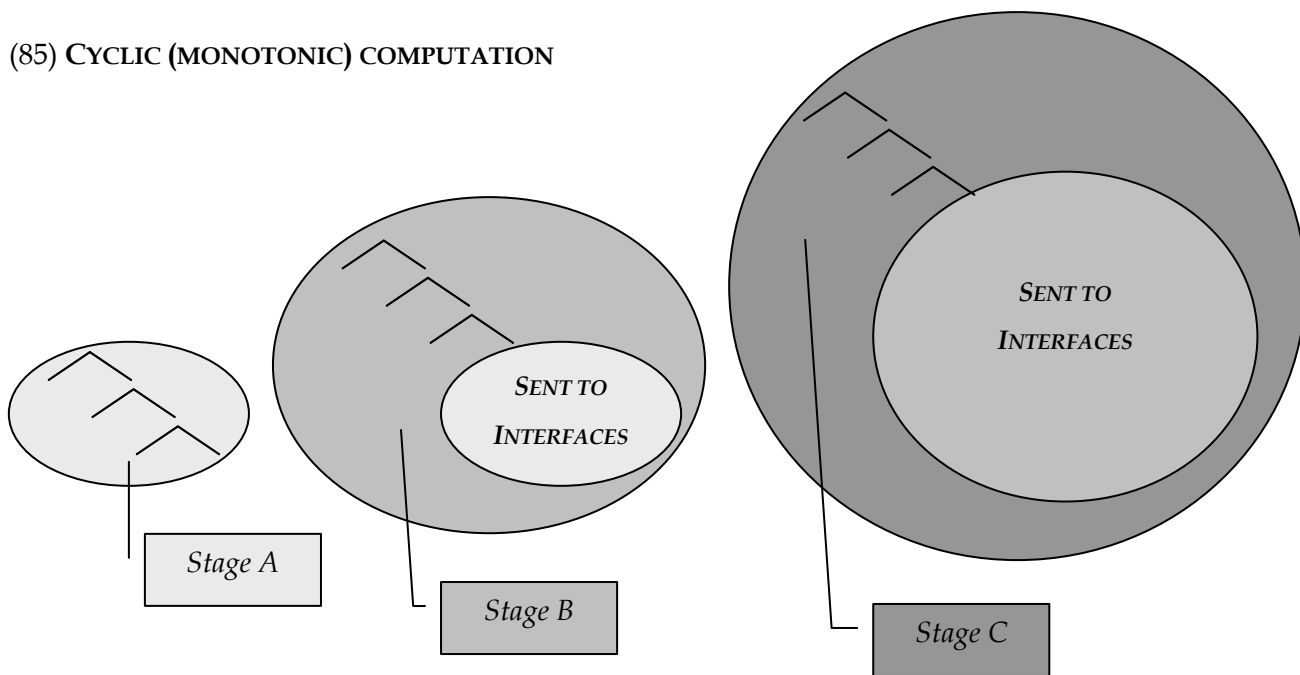 (85) CYCLIC (MONOTONIC) COMPUTATION
SENT TO
INTERFACES
SENT TO
INTERFACES
Stage A
Stage B
Stage C